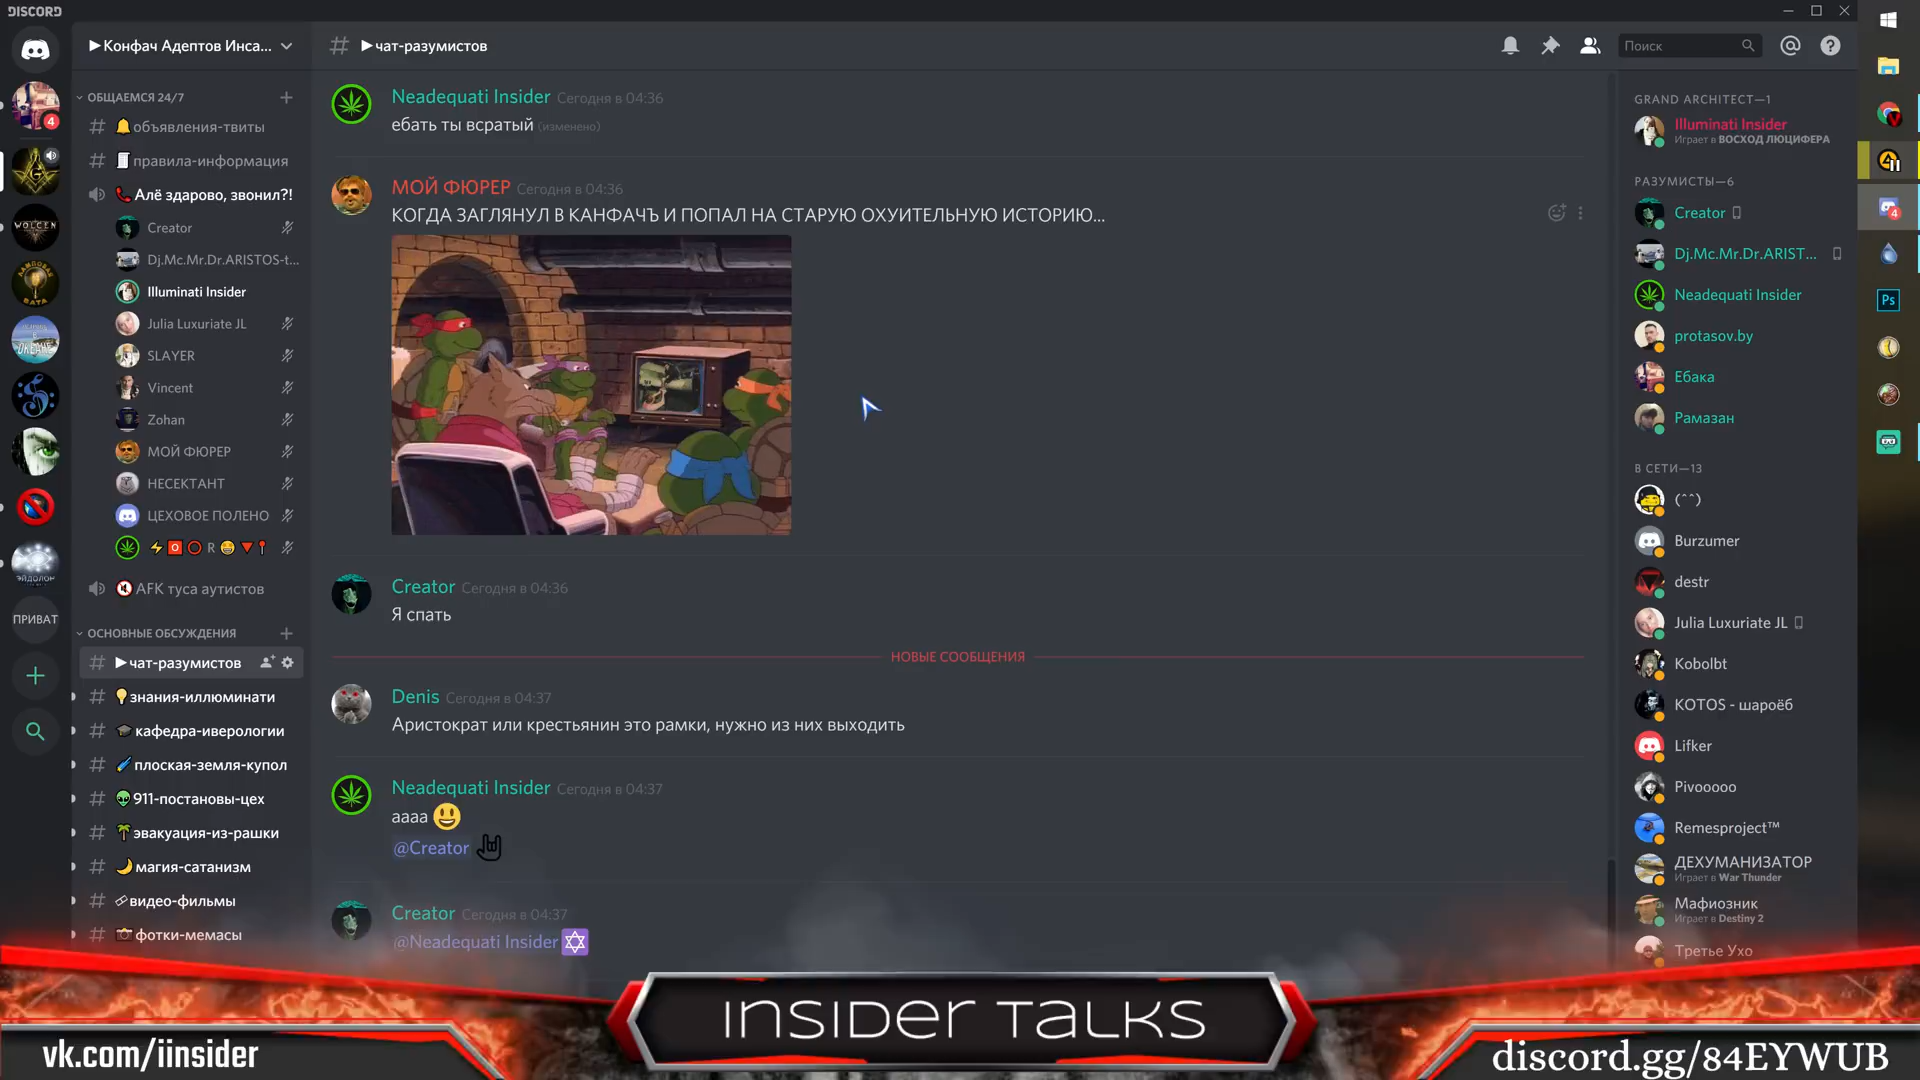 DISCORD
▶Конфач Адептов Инса...
ОБЩАЕМСЯ 24/7
объявления-твиты
правила-информация
Алё здарово, звонил?!
Creator
Dj.Mc.Mr.Dr.ARISTOS-t...
Illuminati Insider
Julia Luxuriate JL
SLAYER
Vincent
Zohan
МОЙ ФЮРЕР
НЕСЕКТАНТ
ЦЕХОВОЕ ПОЛЕНО
R
AFK туса аутистов
ОСНОВНЫЕ ОБСУЖДЕНИЯ
▶чат-разумистов
знания-иллюминати
кафедра-иверологии
плоская-земля-купол
911-постановы-цех
эвакуация-из-рашки
магия-сатанизм
видео-фильмы
фотки-мемасы
4
WOLCEN
ВАТА
ОКЕАНЕ
ЭЙДОЛОН
ПРИВАТ
# ▶чат-разумистов
Поиск
Neadequati Insider Сегодня в 04:36
ебать ты всратый (изменено)
МОЙ ФЮРЕР Сегодня в 04:36
КОГДА ЗАГЛЯНУЛ В КАНФАЧЪ И ПОПАЛ НА СТАРУЮ ОХУИТЕЛЬНУЮ ИСТОРИЮ...
Creator Сегодня в 04:36
Я спать
НОВЫЕ СООБЩЕНИЯ
Denis Сегодня в 04:37
Аристократ или крестьянин это рамки, нужно из них выходить
Neadequati Insider Сегодня в 04:37
аааа 😃
@Creator
Creator Сегодня в 04:37
@Neadequati Insider 🔯
GRAND ARCHITECT—1
Illuminati Insider
Играет в ВОСХОД ЛЮЦИФЕРА
РАЗУМИСТЫ—6
Creator
Dj.Mc.Mr.Dr.ARIST...
Neadequati Insider
protasov.by
Ебака
Рамазан
В СЕТИ—13
(ˆˆ)
Burzumer
destr
Julia Luxuriate JL
Kobolbt
KOTOS - шароёб
Lifker
Pivooooo
Remesproject™
ДЕХУМАНИЗАТОР
Играет в War Thunder
Мафиозник
Играет в Destiny 2
Третье Ухо
4
Ps
INSIDER TALKS
vk.com/iinsider
discord.gg/84EYWUB